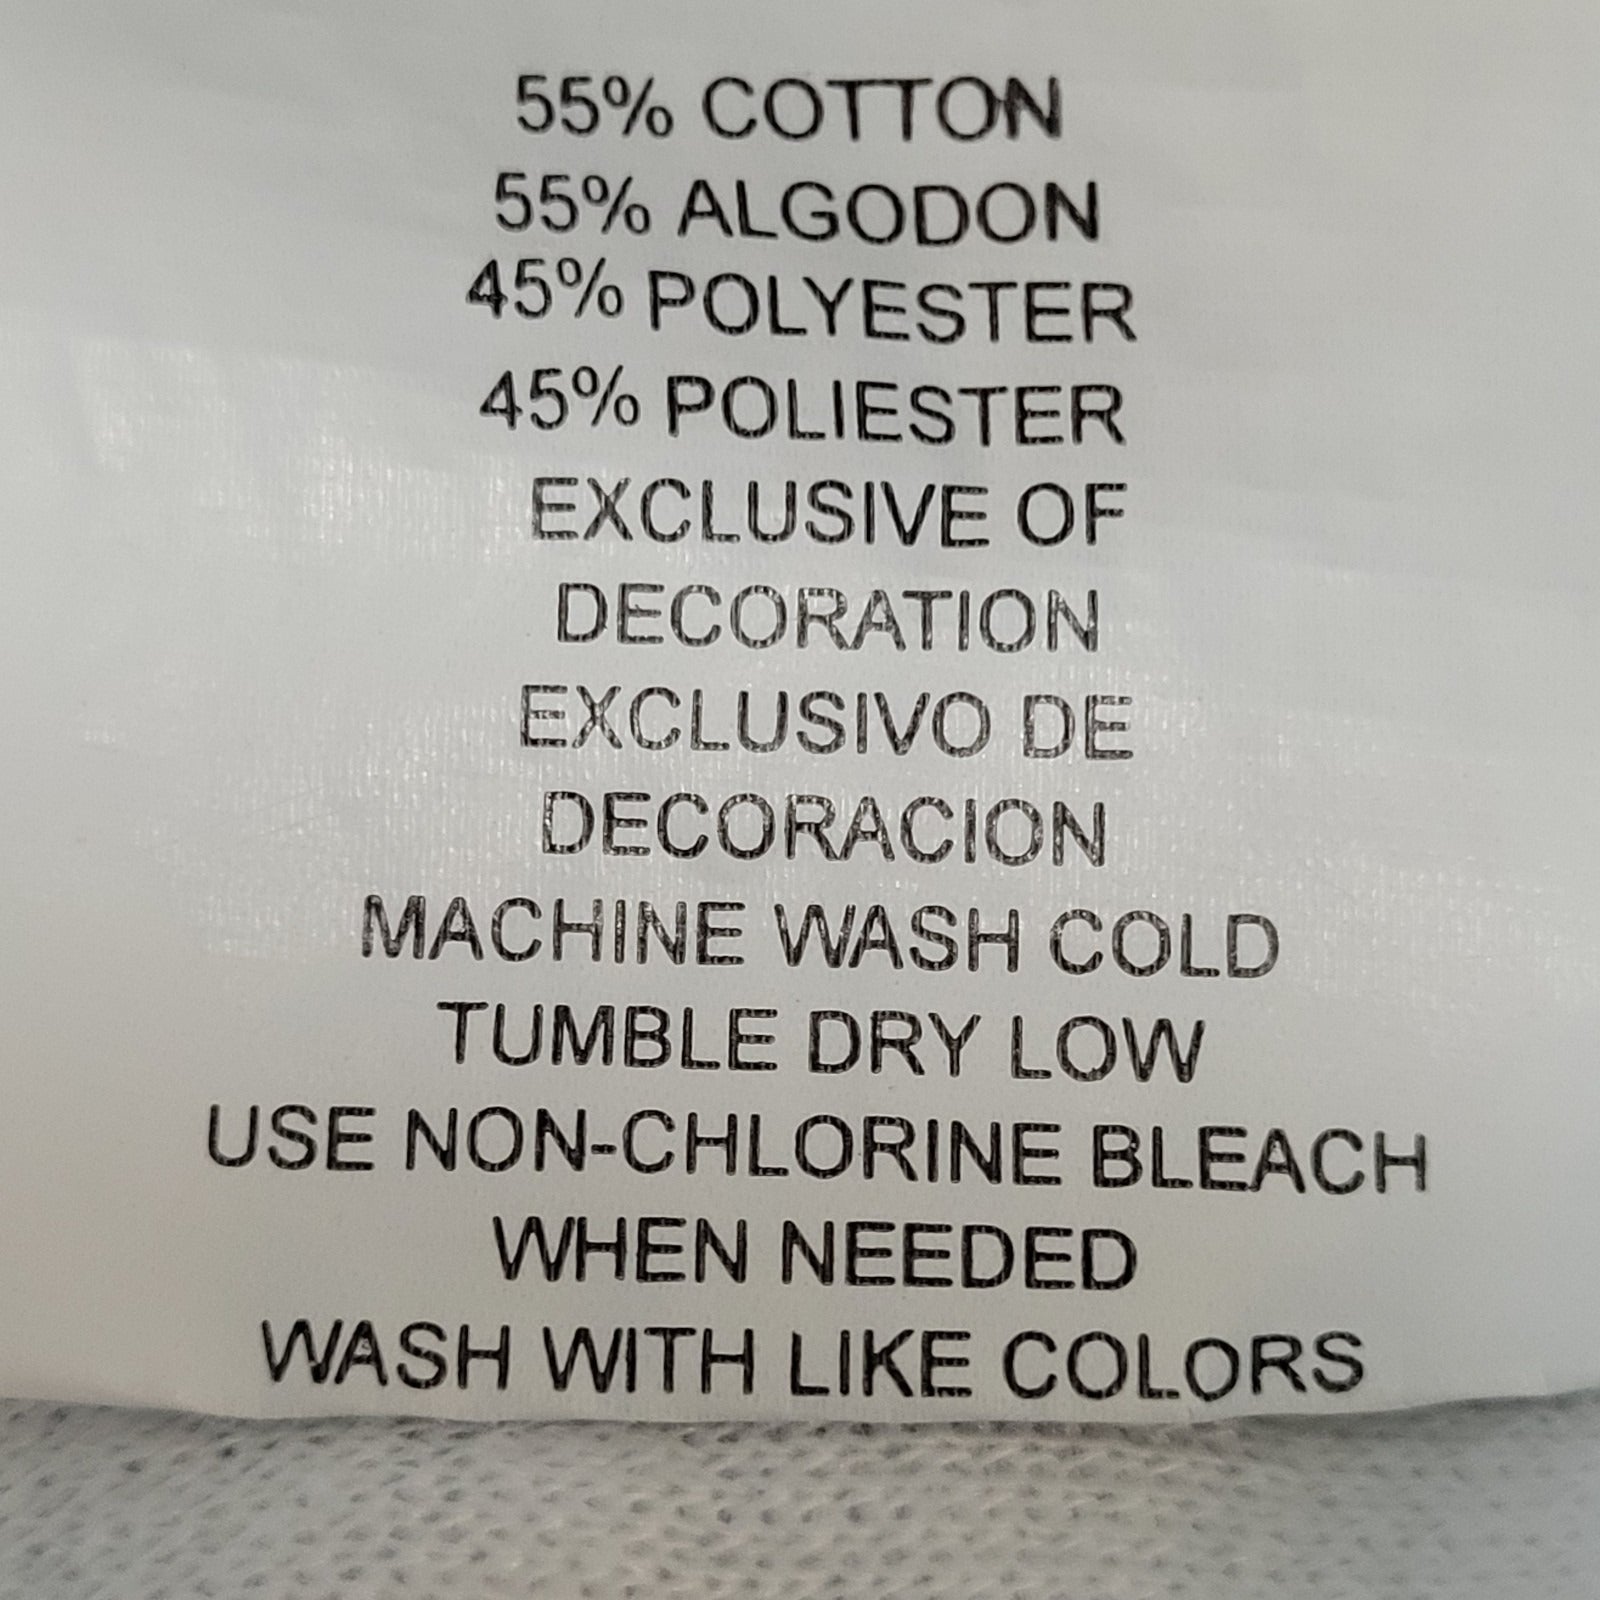 55% COTTON
55% ALGODON
45% POLYESTER
45% POLIESTER
EXCLUSIVE OF
DECORATION
EXCLUSIVO DE
DECORACION
MACHINE WASH COLD
TUMBLE DRY LOW
USE NON-CHLORINE BLEACH
WHEN NEEDED
WASH WITH LIKE COLORS